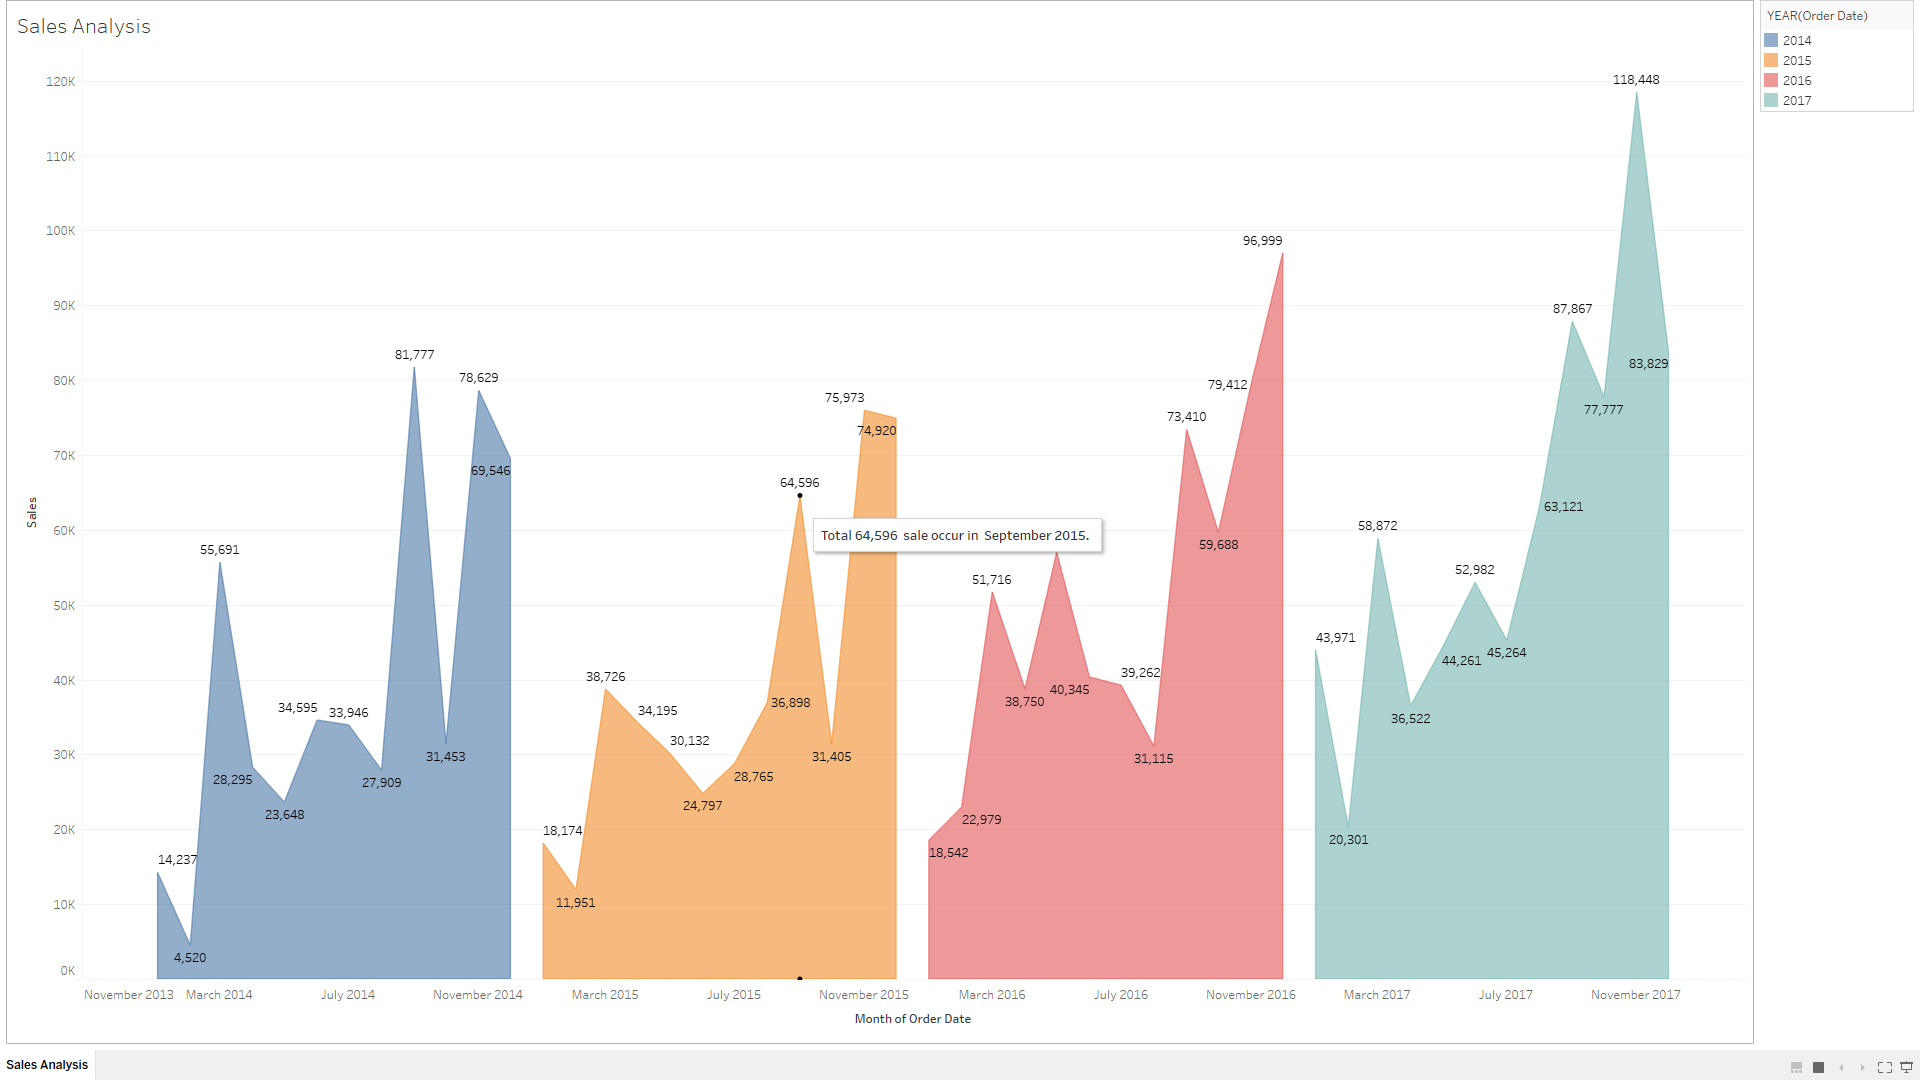 Sales Analysis
YEAR(Order Date)
2014
2015
2016
2017
120K
110K
100K
90K
80K
70K
60K
50K
40K
30K
20K
10K
0K
Sales
14,237
4,520
55,691
28,295
23,648
34,595
33,946
27,909
81,777
31,453
78,629
69,546
18,174
11,951
38,726
34,195
30,132
24,797
28,765
36,898
64,596
31,405
75,973
74,920
Total 64,596 sale occur in September 2015.
18,542
22,979
51,716
38,750
40,345
39,262
31,115
73,410
59,688
79,412
96,999
43,971
20,301
58,872
36,522
44,261
52,982
45,264
63,121
87,867
77,777
118,448
83,829
November 2013 March 2014 July 2014 November 2014 March 2015 July 2015 November 2015 March 2016 July 2016 November 2016 March 2017 July 2017 November 2017
Month of Order Date
Sales Analysis